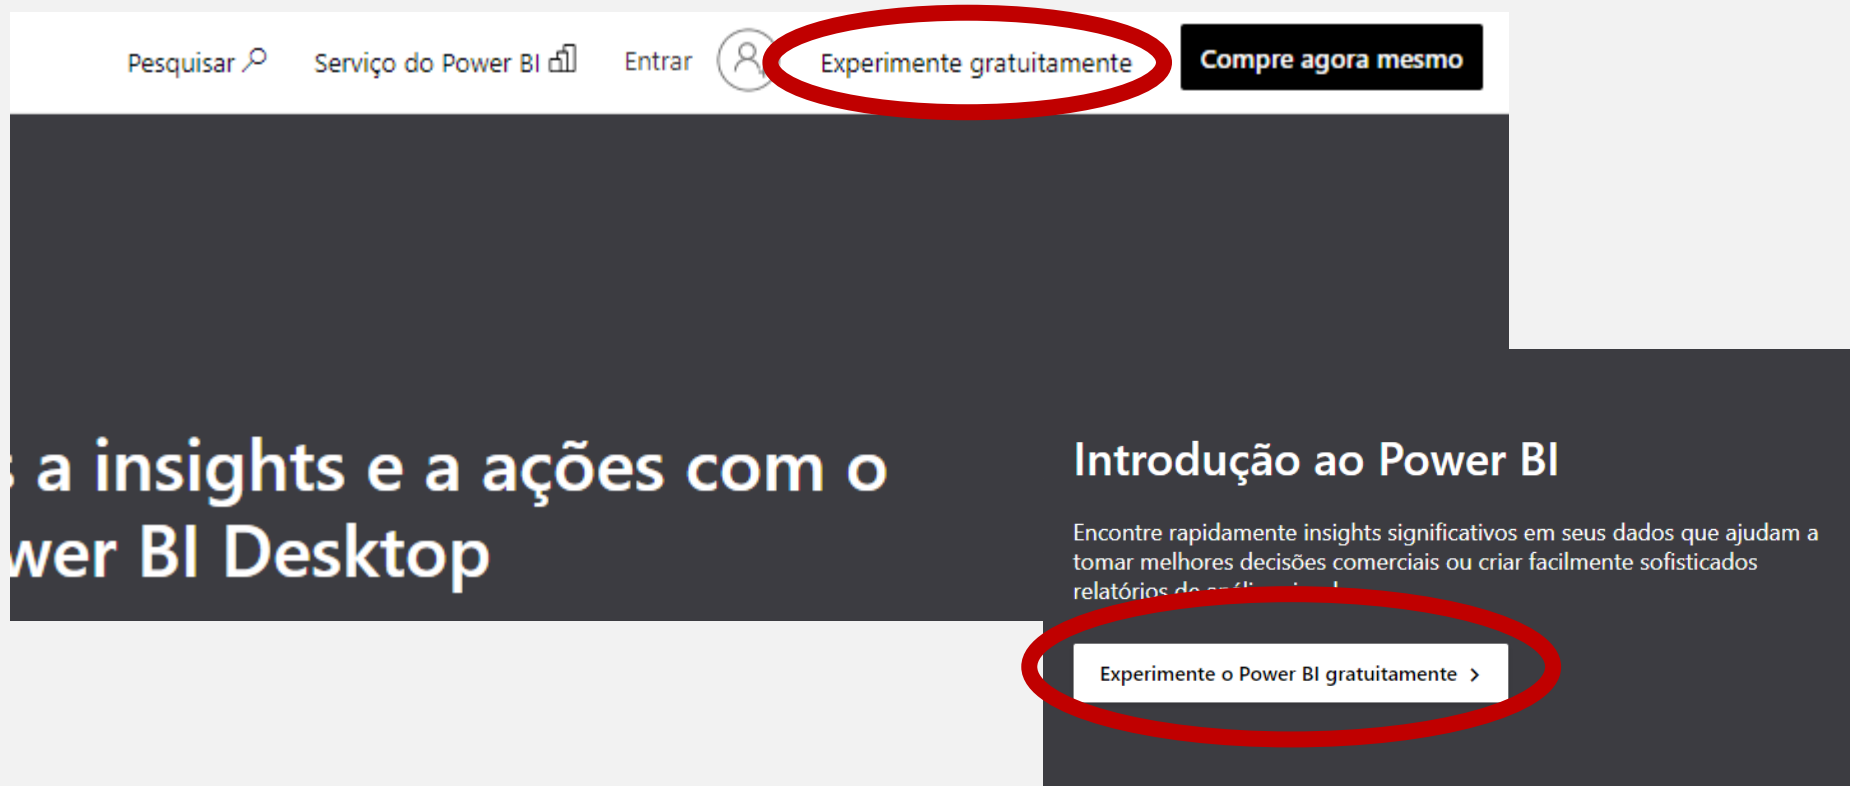 Pesquisar
Serviço do Power BI
Entrar
Experimente gratuitamente
Compre agora mesmo
a insights e a ações com o
wer BI Desktop
Introdução ao Power BI
Encontre rapidamente insights significativos em seus dados que ajudam a
tomar melhores decisões comerciais ou criar facilmente sofisticados
relatórios de
Experimente o Power BI gratuitamente